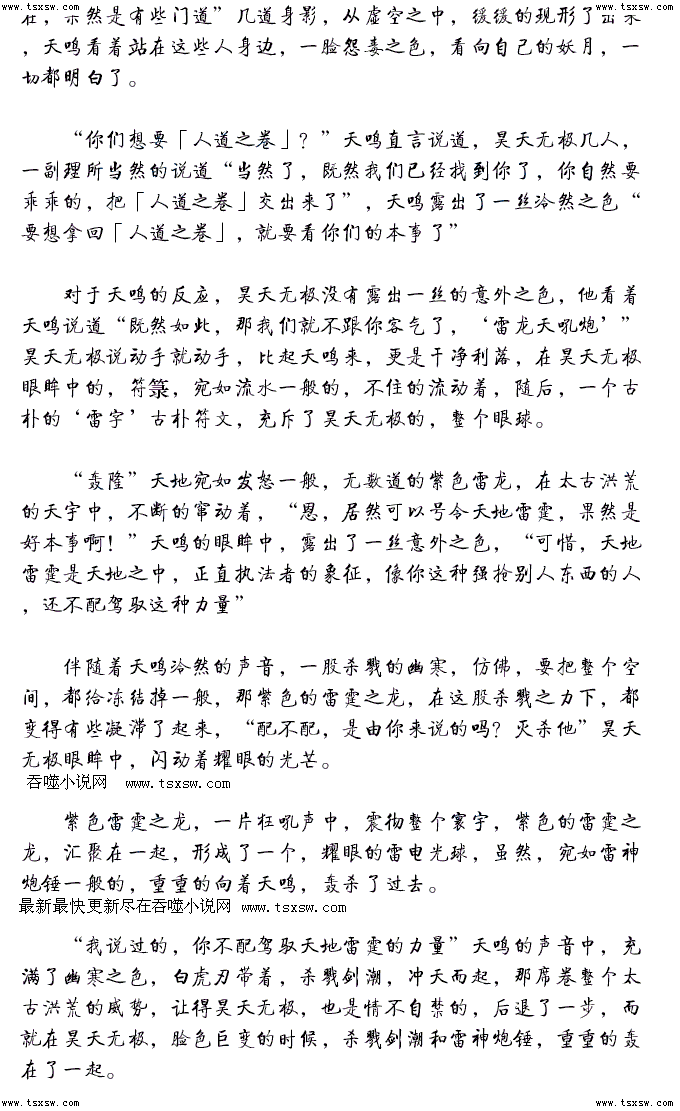 www.tsxsw.com www.tsxsw.com
在，果然是有些门道”几道身影，从虚空之中，缓缓的现形了出来
，天鸣看着站在这些人身边，一脸怨毒之色，看向自己的妖月，一
切都明白了。
“你们想要「人道之卷」？”天鸣直言说道，昊天无极几人，
一副理所当然的说道“当然了，既然我们已经找到你了，你自然要
乖乖的，把「人道之卷」交出来了”，天鸣露出了一丝冷然之色“
要想拿回「人道之卷」，就要看你们的本事了”
对于天鸣的反应，昊天无极没有露出一丝的意外之色，他看着
天鸣说道“既然如此，那我们就不跟你客气了，‘雷龙天吼炮’”
昊天无极说动手就动手，比起天鸣来，更是干净利落，在昊天无极
眼眸中的，符箓，宛如流水一般的，不住的流动着，随后，一个古
朴的‘雷字’古朴符文，充斥了昊天无极的，整个眼球。
“轰隆”天地宛如发怒一般，无数道的紫色雷龙，在太古洪荒
的天宇中，不断的窜动着，“恩，居然可以号令天地雷霆，果然是
好本事啊！”天鸣的眼眸中，露出了一丝意外之色，“可惜，天地
雷霆是天地之中，正直执法者的象征，像你这种强抢别人东西的人
，还不配驾驭这种力量”
伴随着天鸣冷然的声音，一股杀戮的幽寒，仿佛，要把整个空
间，都给冻结掉一般，那紫色的雷霆之龙，在这股杀戮之力下，都
变得有些凝滞了起来，“配不配，是由你来说的吗？灭杀他”昊天
无极眼眸中，闪动着耀眼的光芒。
吞噬小说网 www.tsxsw.com
紫色雷霆之龙，一片狂吼声中，震彻整个寰宇，紫色的雷霆之
龙，汇聚在一起，形成了一个，耀眼的雷电光球，虽然，宛如雷神
炮锤一般的，重重的向着天鸣，轰杀了过去。
最新最快更新尽在吞噬小说网 www.tsxsw.com
“我说过的，你不配驾驭天地雷霆的力量”天鸣的声音中，充
满了幽寒之色，白虎刃带着，杀戮剑潮，冲天而起，那席卷整个太
古洪荒的威势，让得昊天无极，也是情不自禁的，后退了一步，而
就在昊天无极，脸色巨变的时候，杀戮剑潮和雷神炮锤，重重的轰
在了一起。
www.tsxsw.com www.tsxsw.com